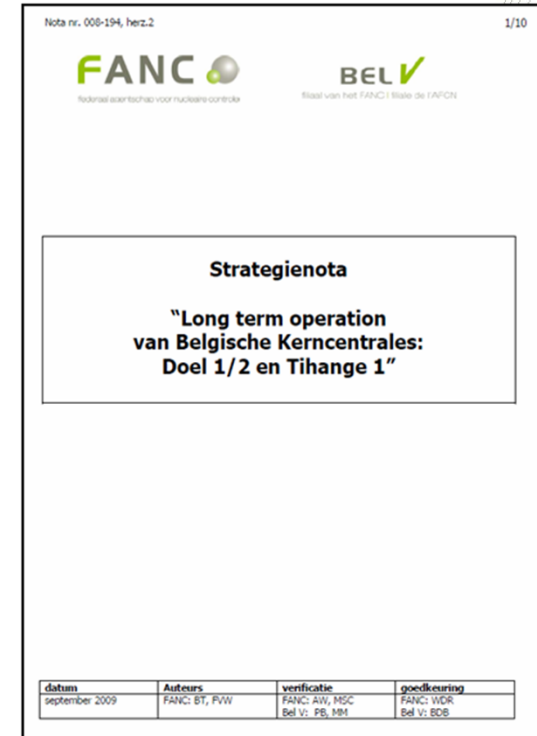 Nota nr. 008-194, herz.2 1/10
FANC
federaal agentschap voor nucleaire controle
BEL V
filiaal van het FANC I filiale de l'AFCN
Strategienota
“Long term operation
van Belgische Kerncentrales:
Doel 1/2 en Tihange 1”
datum Auteurs verificatie goedkeuring
september 2009 FANC: BT, FVW FANC: AW, MSC FANC: WDR
Bel V: PB, MM Bel V: BDB